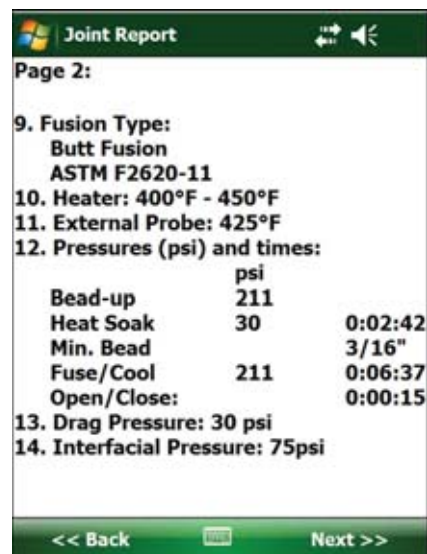 Joint Report
Page 2:
9. Fusion Type:
Butt Fusion
ASTM F2620-11
10. Heater: 400°F - 450°F
11. External Probe: 425°F
12. Pressures (psi) and times:
psi
Bead-up 211
Heat Soak 30 0:02:42
Min. Bead 3/16"
Fuse/Cool 211 0:06:37
Open/Close: 0:00:15
13. Drag Pressure: 30 psi
14. Interfacial Pressure: 75psi
<< Back Next >>